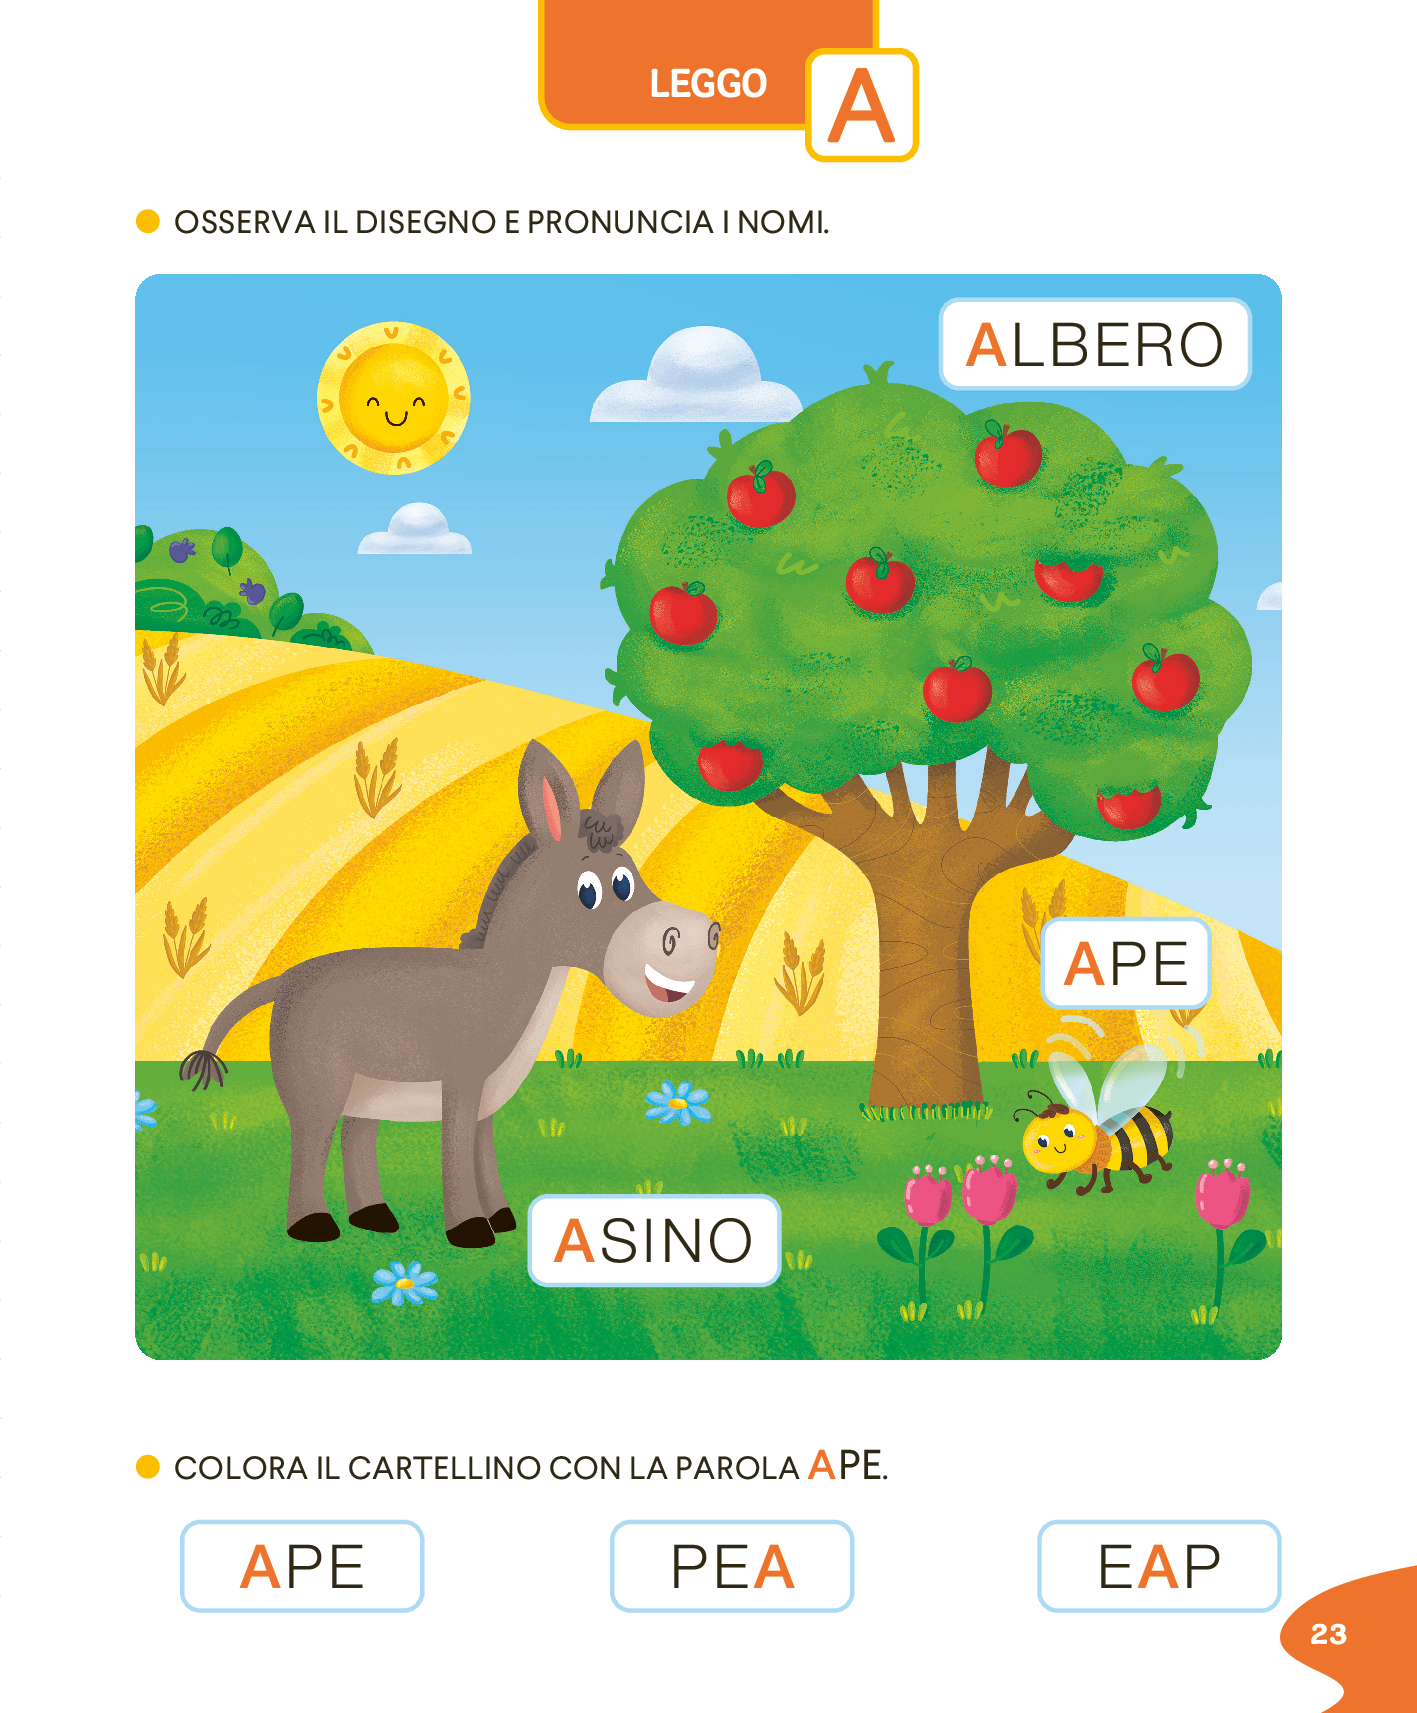 LEGGO A
OSSERVA IL DISEGNO E PRONUNCIA I NOMI.
ALBERO
APE
ASINO
COLORA IL CARTELLINO CON LA PAROLA APE.
APE PEA EAP
23